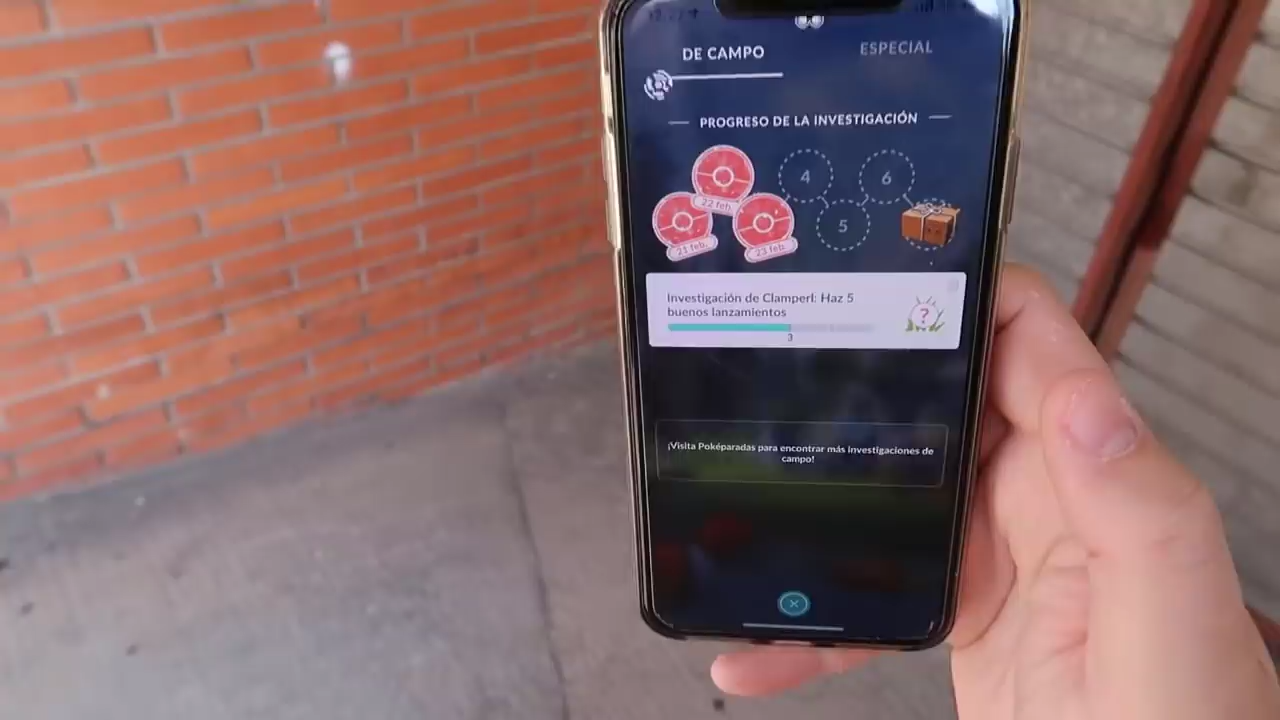 DE CAMPO
ESPECIAL
PROGRESO DE LA INVESTIGACIÓN
4
6
22 feb.
5
21 feb.
23 feb.
Investigación de Clamperl: Haz 5
buenos lanzamientos
?
3
¡Visita Poképaradas para encontrar más investigaciones de
campo!